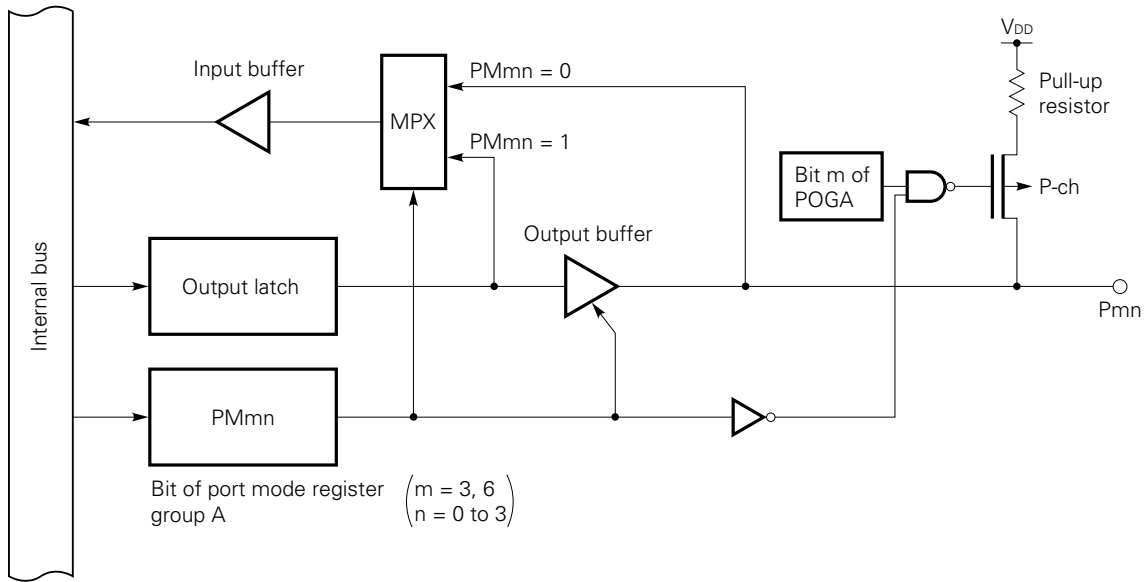 VDD
Input buffer
PMmn = 0
Pull-up
resistor
MPX
PMmn = 1
Bit m of
POGA
P-ch
Output buffer
Internal bus
Output latch
Pmn
PMmn
Bit of port mode register
group A
m = 3, 6
n = 0 to 3